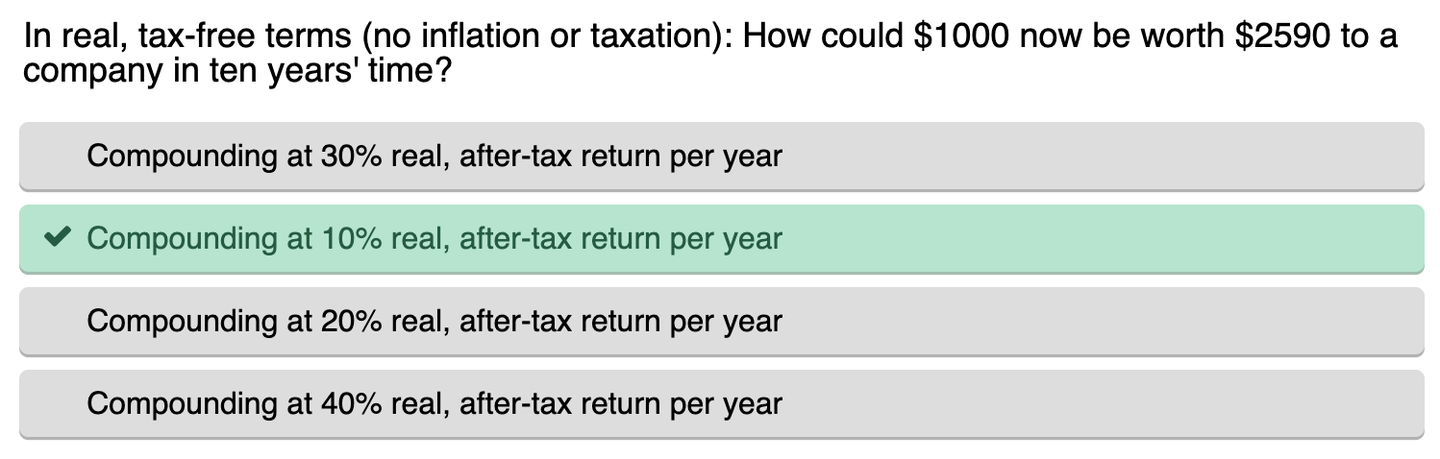 In real, tax-free terms (no inflation or taxation): How could $1000 now be worth $2590 to a
company in ten years' time?
Compounding at 30% real, after-tax return per year
Compounding at 10% real, after-tax return per year
Compounding at 20% real, after-tax return per year
Compounding at 40% real, after-tax return per year